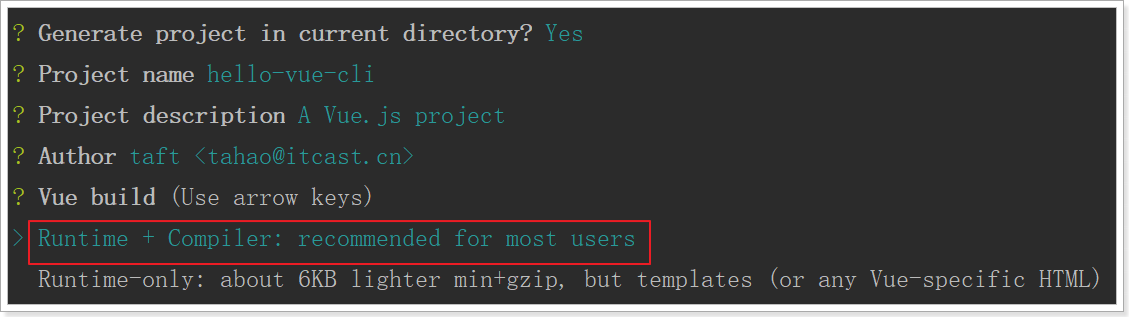 ? Generate project in current directory? Yes
? Project name hello-vue-cli
? Project description A Vue.js project
? Author taft <tahao@itcast.cn>
? Vue build (Use arrow keys)
> Runtime + Compiler: recommended for most users
Runtime-only: about 6KB lighter min+gzip, but templates (or any Vue-specific HTML)